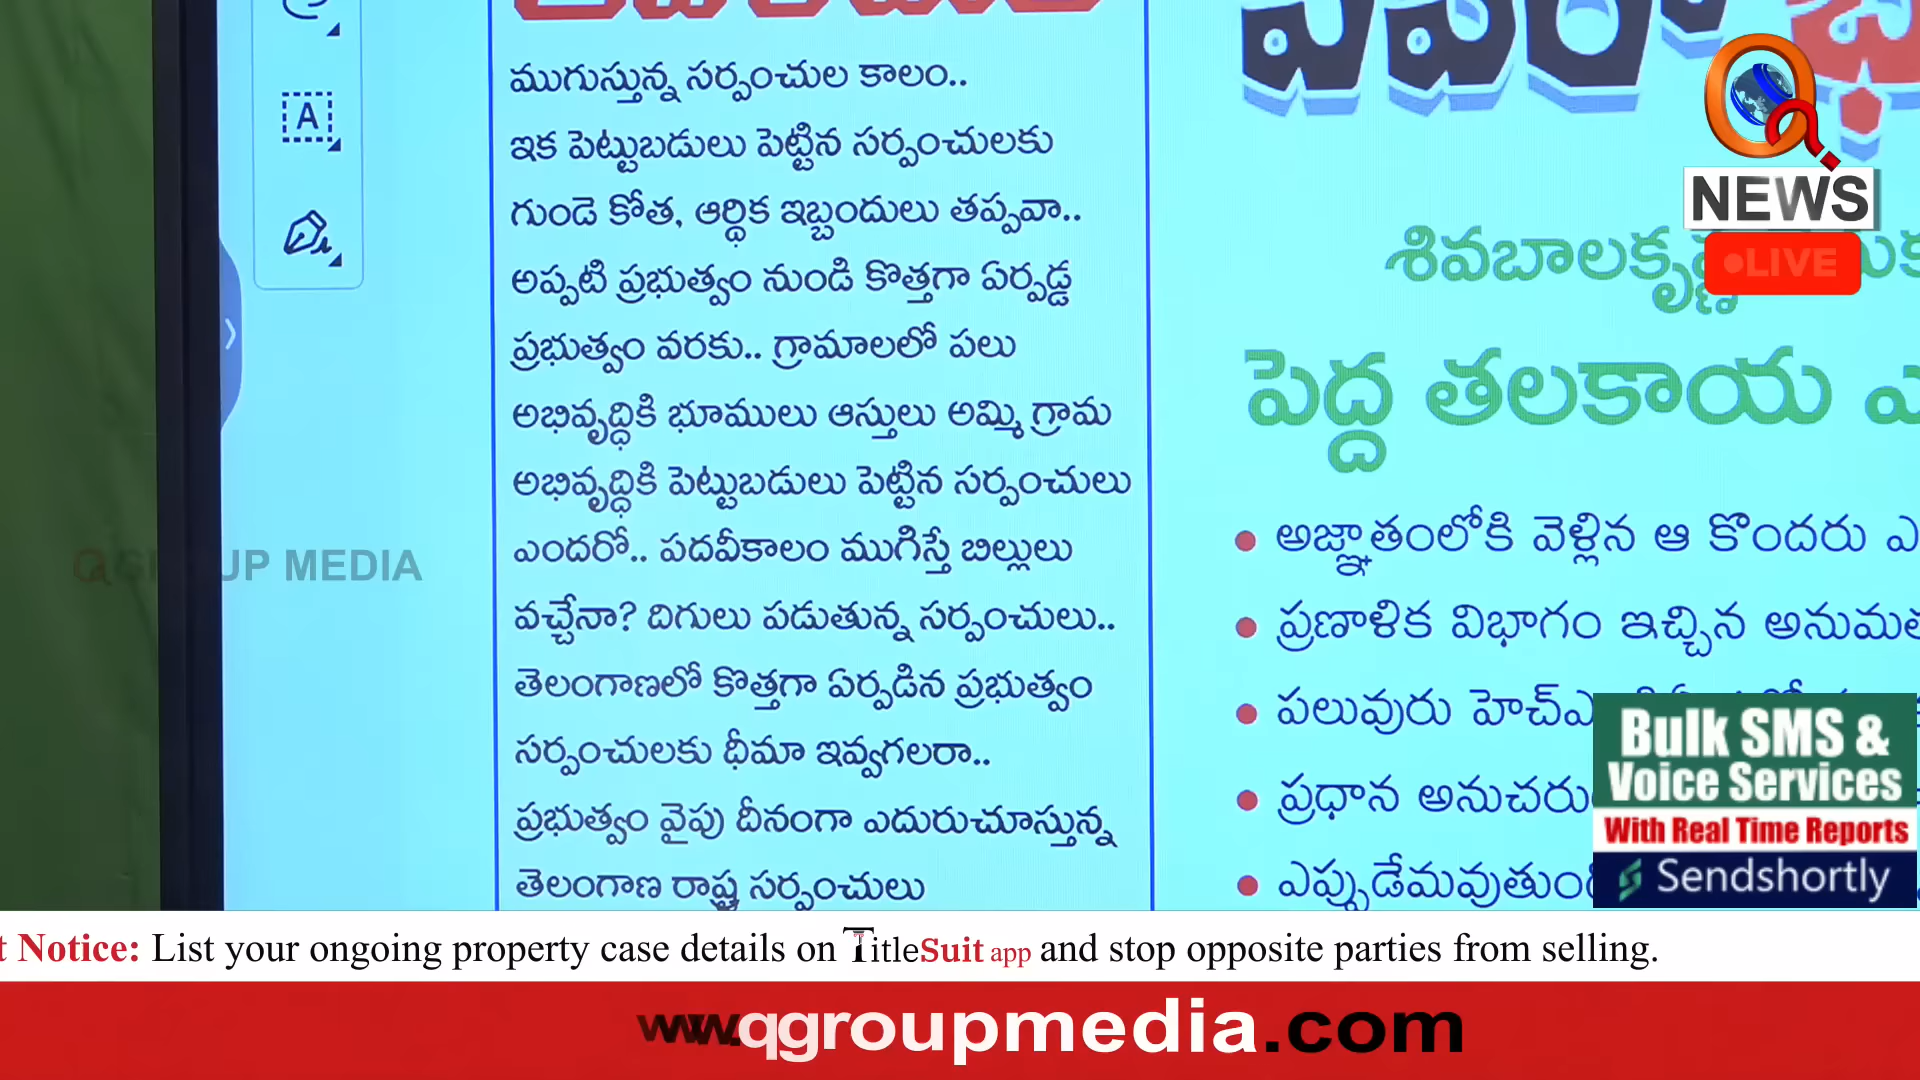 ముగుస్తున్న సర్పంచుల కాలం..
ఇక పెట్టుబడులు పెట్టిన సర్పంచులకు
గుండె కోత, ఆర్థిక ఇబ్బందులు తప్పవా..
అప్పటి ప్రభుత్వం నుండి కొత్తగా ఏర్పడ్డ
ప్రభుత్వం వరకు.. గ్రామాలలో పలు
అభివృద్ధికి భూములు ఆస్తులు అమ్మి గ్రామ
అభివృద్ధికి పెట్టుబడులు పెట్టిన సర్పంచులు
ఎందరో.. పదవీకాలం ముగిస్తే బిల్లులు
వచ్చేనా? దిగులు పడుతున్న సర్పంచులు..
తెలంగాణలో కొత్తగా ఏర్పడిన ప్రభుత్వం
సర్పంచులకు ధీమా ఇవ్వగలరా..
ప్రభుత్వం వైపు దీనంగా ఎదురుచూస్తున్న
తెలంగాణ రాష్ట్ర సర్పంచులు
పెద్ద తలకాయ
• అజ్ఞాతంలోకి వెళ్లిన ఆ కొందరు
• ప్రణాళిక విభాగం ఇచ్చిన
• పలువురు
• ప్రధాన
•
A
Q
NEWS
•LIVE
Q GROUP MEDIA
Bulk SMS &
Voice Services
With Real Time Reports
Sendshortly
Notice: List your ongoing property case details on TitleSuit app and stop opposite parties from selling.
www.qgroupmedia.com